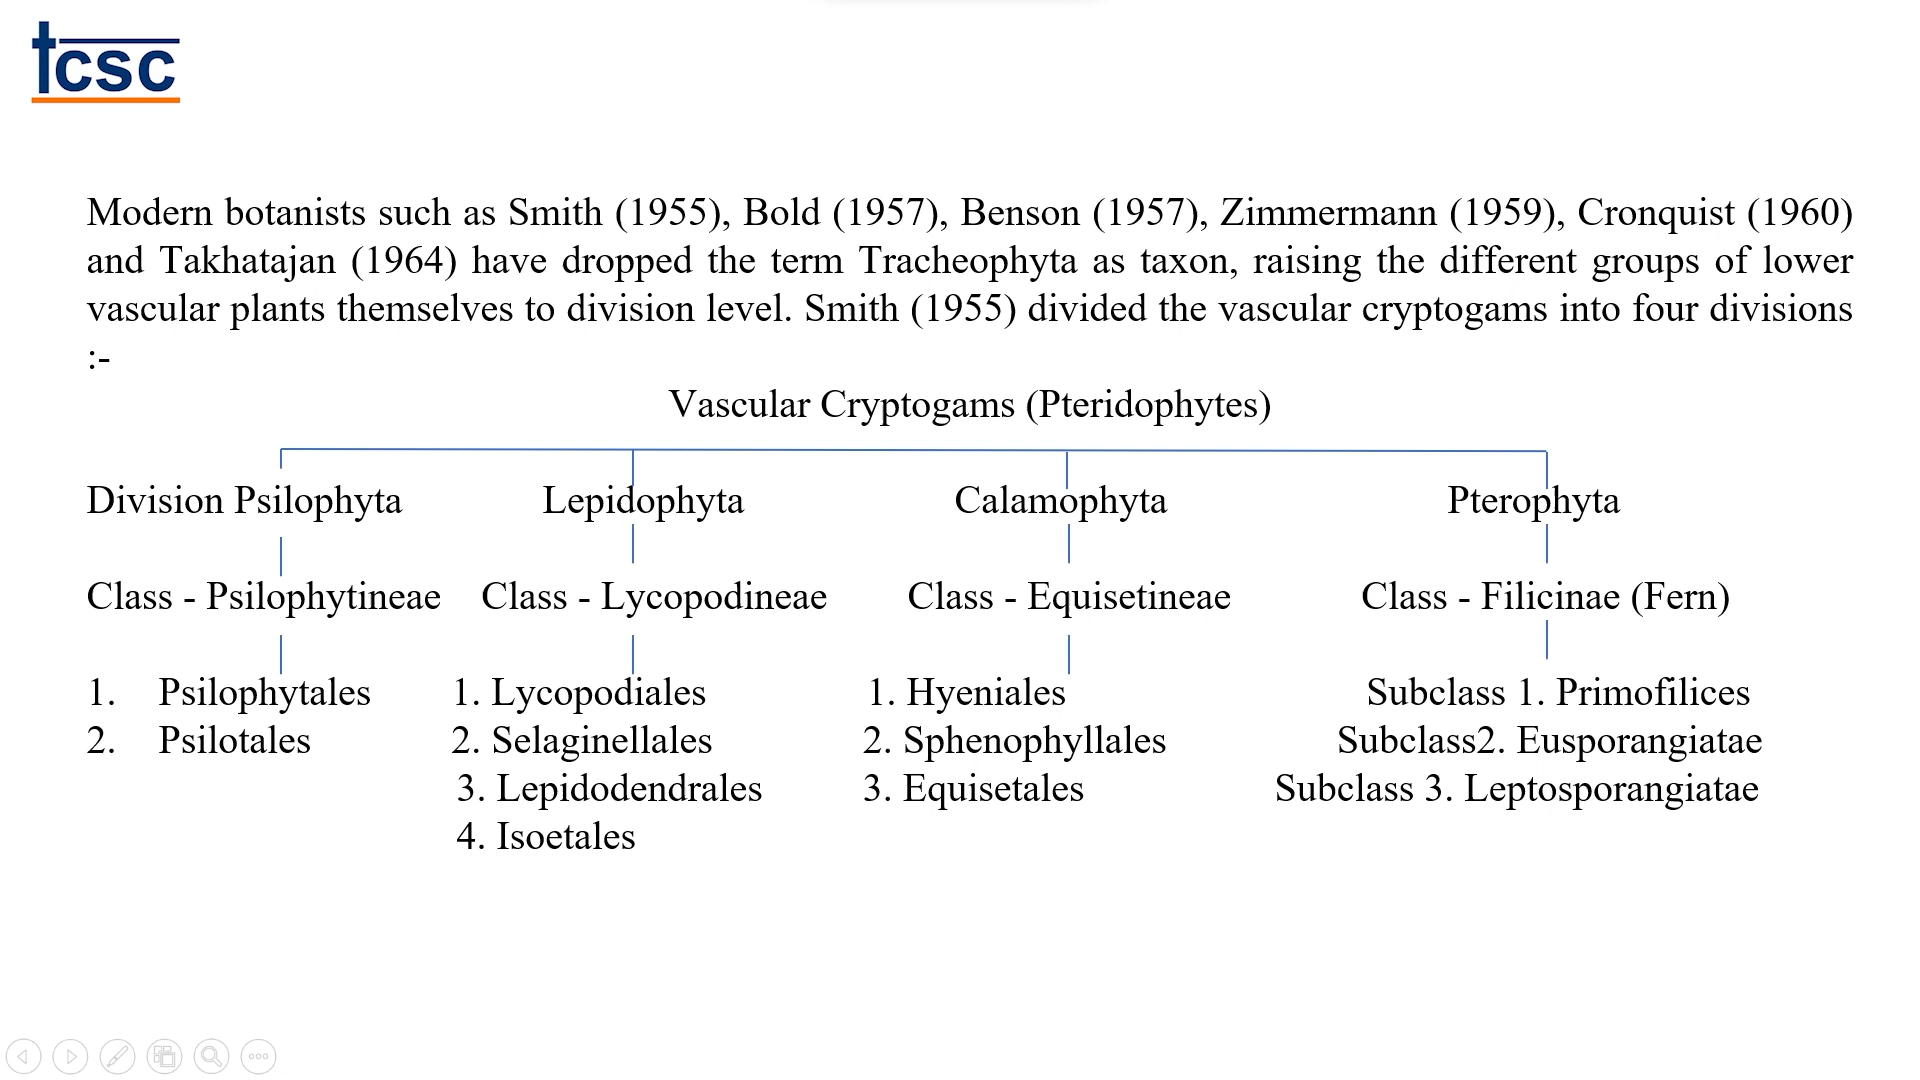 tcsc
Modern botanists such as Smith (1955), Bold (1957), Benson (1957), Zimmermann (1959), Cronquist (1960)
and Takhatajan (1964) have dropped the term Tracheophyta as taxon, raising the different groups of lower
vascular plants themselves to division level. Smith (1955) divided the vascular cryptogams into four divisions
:-
Vascular Cryptogams (Pteridophytes)
Division Psilophyta Lepidophyta Calamophyta Pterophyta
Class - Psilophytineae Class - Lycopodineae Class - Equisetineae Class - Filicinae (Fern)
1. Psilophytales 1. Lycopodiales 1. Hyeniales Subclass 1. Primofilices
2. Psilotales 2. Selaginellales 2. Sphenophyllales Subclass2. Eusporangiatae
3. Lepidodendrales 3. Equisetales Subclass 3. Leptosporangiatae
4. Isoetales